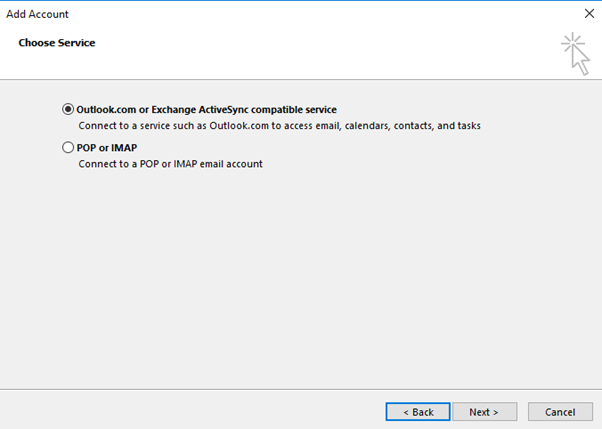 Add Account
Choose Service
Outlook.com or Exchange ActiveSync compatible service
Connect to a service such as Outlook.com to access email, calendars, contacts, and tasks
POP or IMAP
Connect to a POP or IMAP email account
< Back Next > Cancel